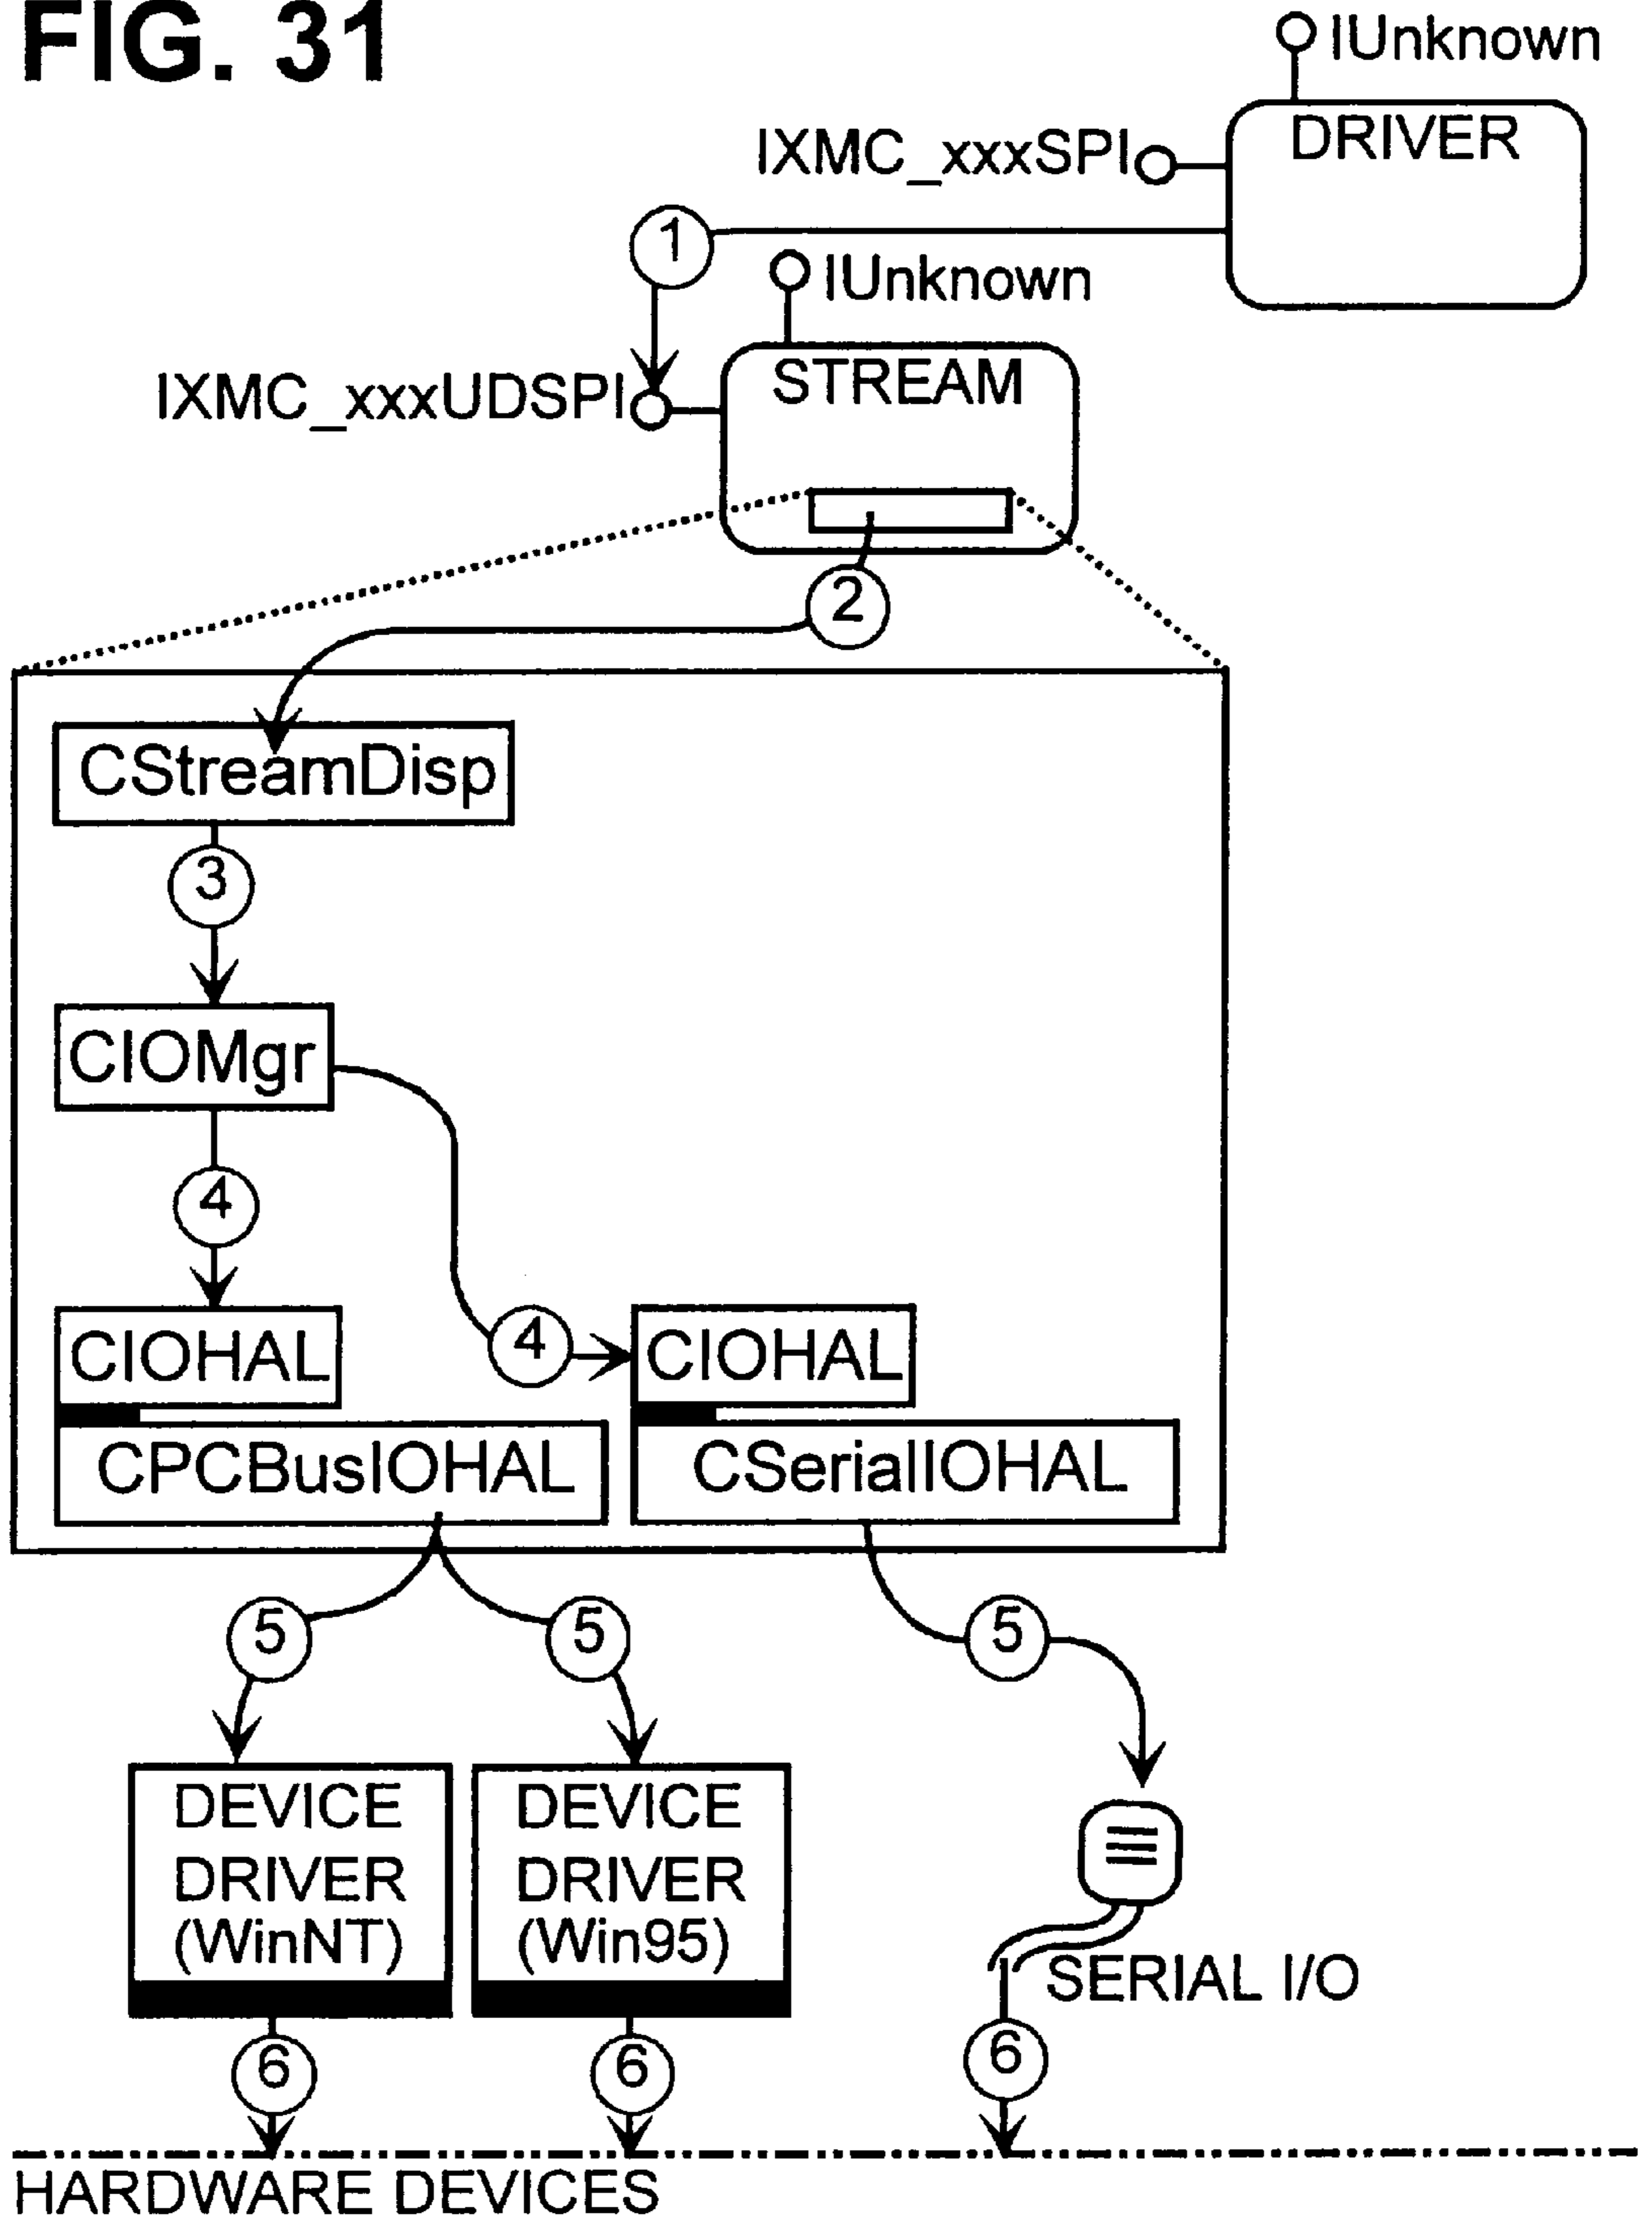 FIG. 31
IUnknown
DRIVER
IXMC_xxxSPI
1
IUnknown
STREAM
IXMC_xxxUDSPI
2
CStreamDisp
3
CIOMgr
4
4
CIOHAL
CIOHAL
CPCBusIOHAL
CSerialIOHAL
5
5
5
DEVICE
DRIVER
(WinNT)
DEVICE
DRIVER
(Win95)
SERIAL I/O
6
6
6
HARDWARE DEVICES